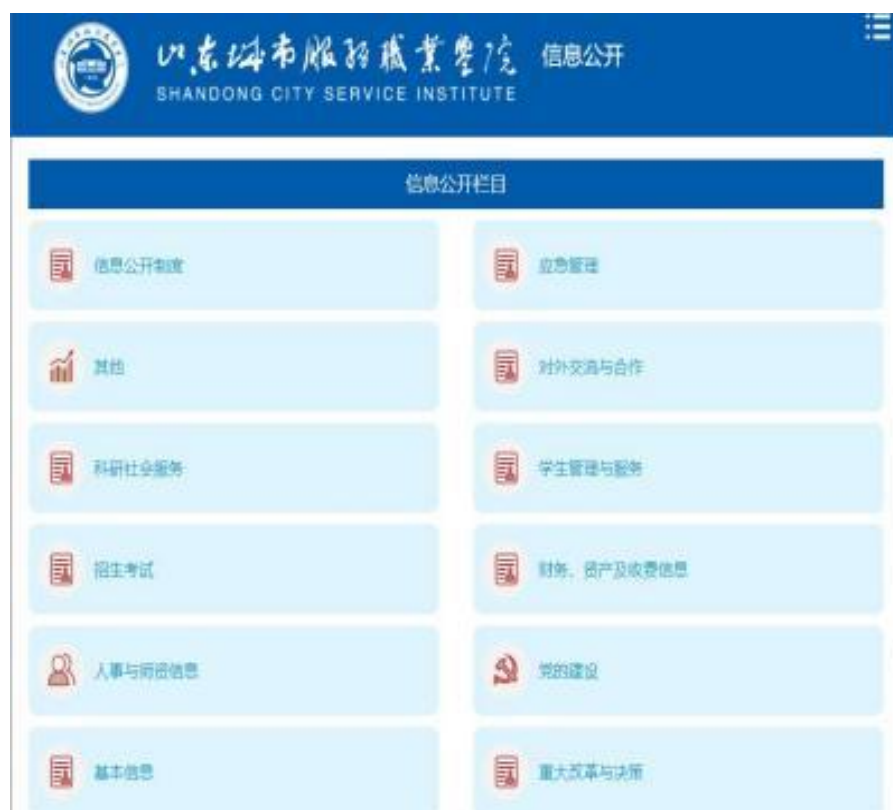 山东城市服务职业学院 信息公开
SHANDONG CITY SERVICE INSTITUTE
信息公开栏目
信息公开制度
应急管理
其他
对外交流与合作
科研社会服务
学生管理与服务
招生考试
财务、资产及收费信息
人事与师资信息
党的建设
基本信息
重大改革与决策